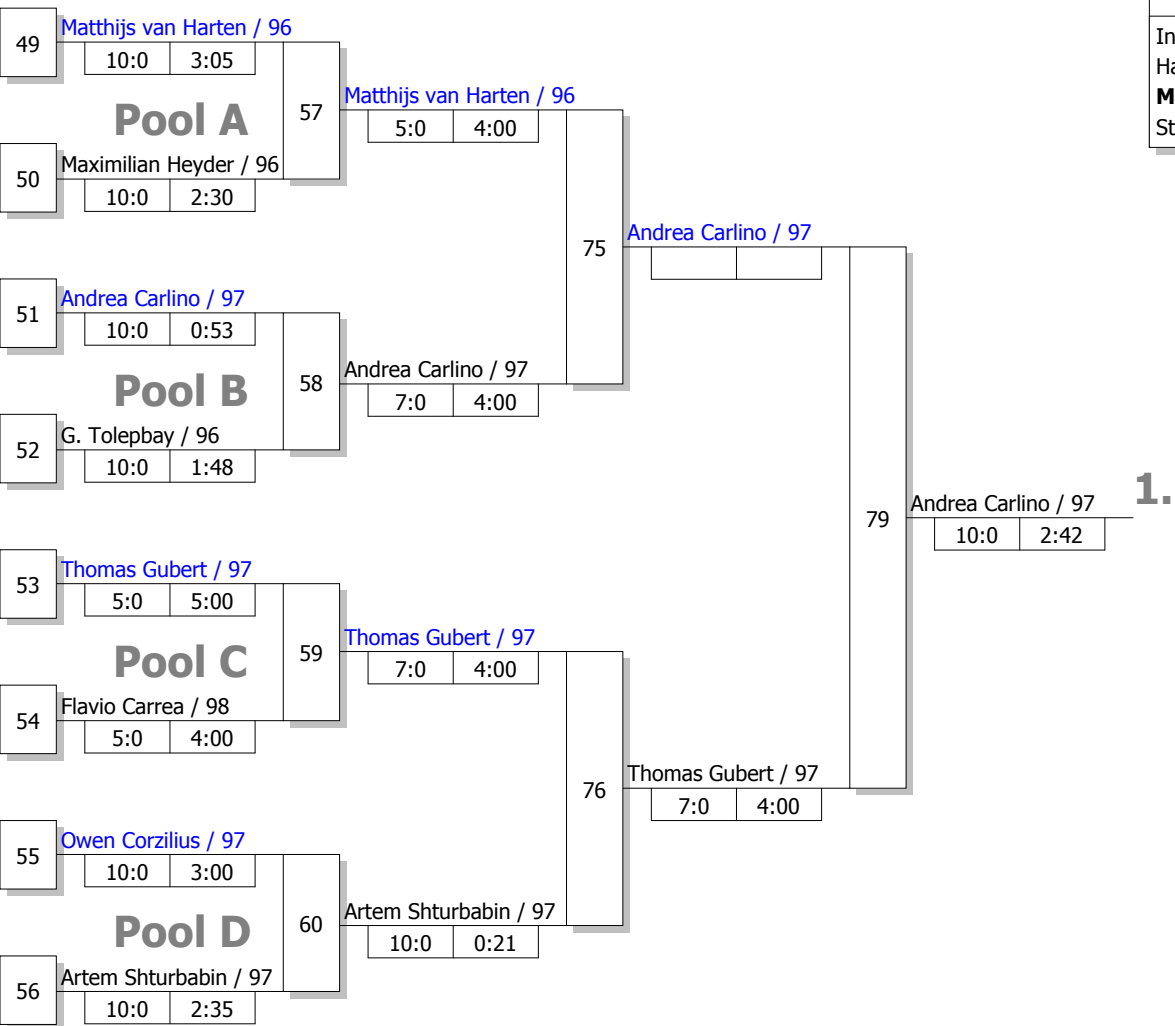 49
Matthijs van Harten / 96
10:0 3:05
Pool A
57
Matthijs van Harten / 96
5:0 4:00
50
Maximilian Heyder / 96
10:0 2:30
75
Andrea Carlino / 97
51
Andrea Carlino / 97
10:0 0:53
Pool B
58
Andrea Carlino / 97
7:0 4:00
52
G. Tolepbay / 96
10:0 1:48
79
Andrea Carlino / 97
10:0 2:42
1.
53
Thomas Gubert / 97
5:0 5:00
Pool C
59
Thomas Gubert / 97
7:0 4:00
54
Flavio Carrea / 98
5:0 4:00
76
Thomas Gubert / 97
7:0 4:00
55
Owen Corzilius / 97
10:0 3:00
Pool D
60
Artem Shturbabin / 97
10:0 0:21
56
Artem Shturbabin / 97
10:0 2:35
In
Ha
M
St